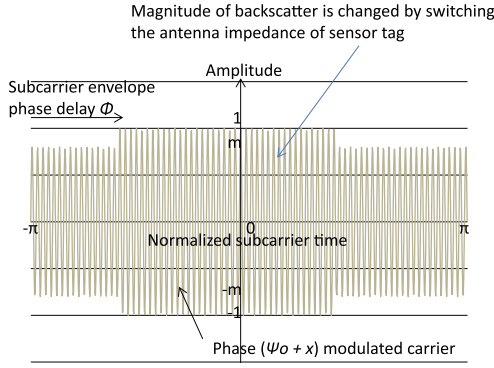 Magnitude of backscatter is changed by switching
the antenna impedance of sensor tag
Amplitude
Subcarrier envelope
phase delay Φ
1
m
-π
0
π
Normalized subcarrier time
-m
-1
Phase (Ψo + x) modulated carrier